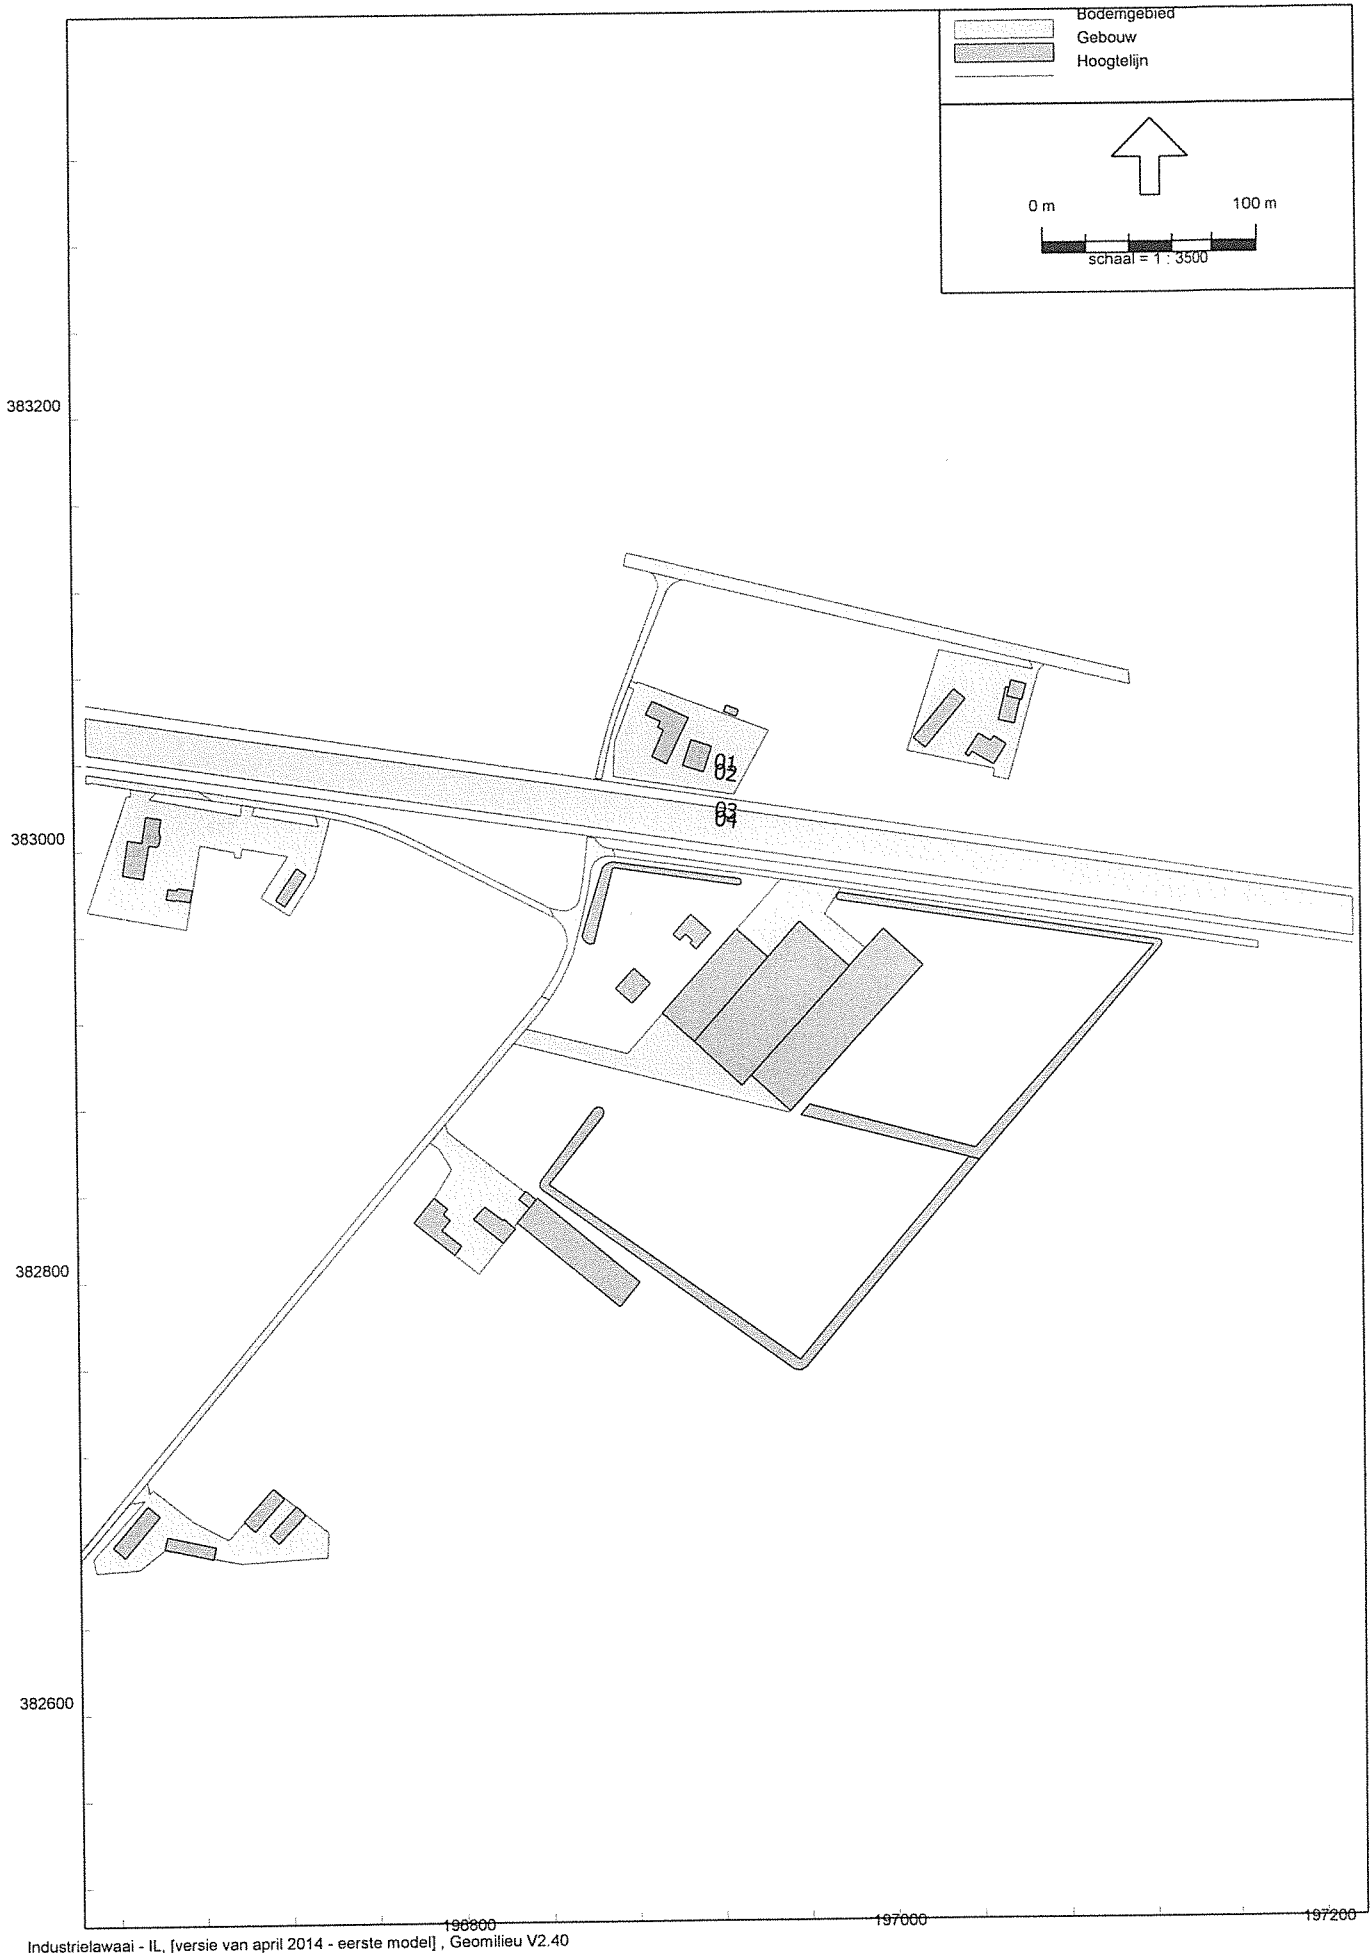 Bodemgebied
Gebouw
Hoogtelijn
0 m 100 m
schaal = 1 : 3500
383200
01
02
03
04
383000
382800
382600
196800 197000 197200
Industrielawaai - IL, [versie van april 2014 - eerste model] , Geomilieu V2.40